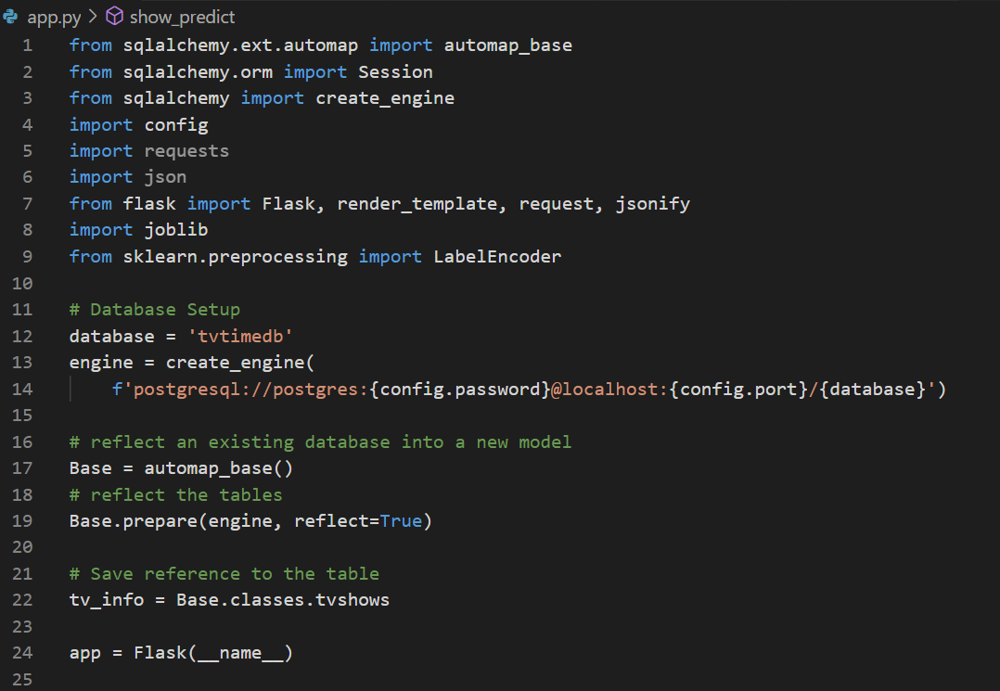 app.py > show_predict
1 from sqlalchemy.ext.automap import automap_base
2 from sqlalchemy.orm import Session
3 from sqlalchemy import create_engine
4 import config
5 import requests
6 import json
7 from flask import Flask, render_template, request, jsonify
8 import joblib
9 from sklearn.preprocessing import LabelEncoder
10
11 # Database Setup
12 database = 'tvtimedb'
13 engine = create_engine(
14     f'postgresql://postgres:{config.password}@localhost:{config.port}/{database}')
15
16 # reflect an existing database into a new model
17 Base = automap_base()
18 # reflect the tables
19 Base.prepare(engine, reflect=True)
20
21 # Save reference to the table
22 tv_info = Base.classes.tvshows
23
24 app = Flask(__name__)
25